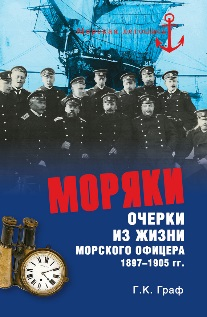 МОРЯКИ
ОЧЕРКИ
ИЗ ЖИЗНИ
МОРСКОГО ОФИЦЕРА
1897–1905 гг.
Г.К. Граф